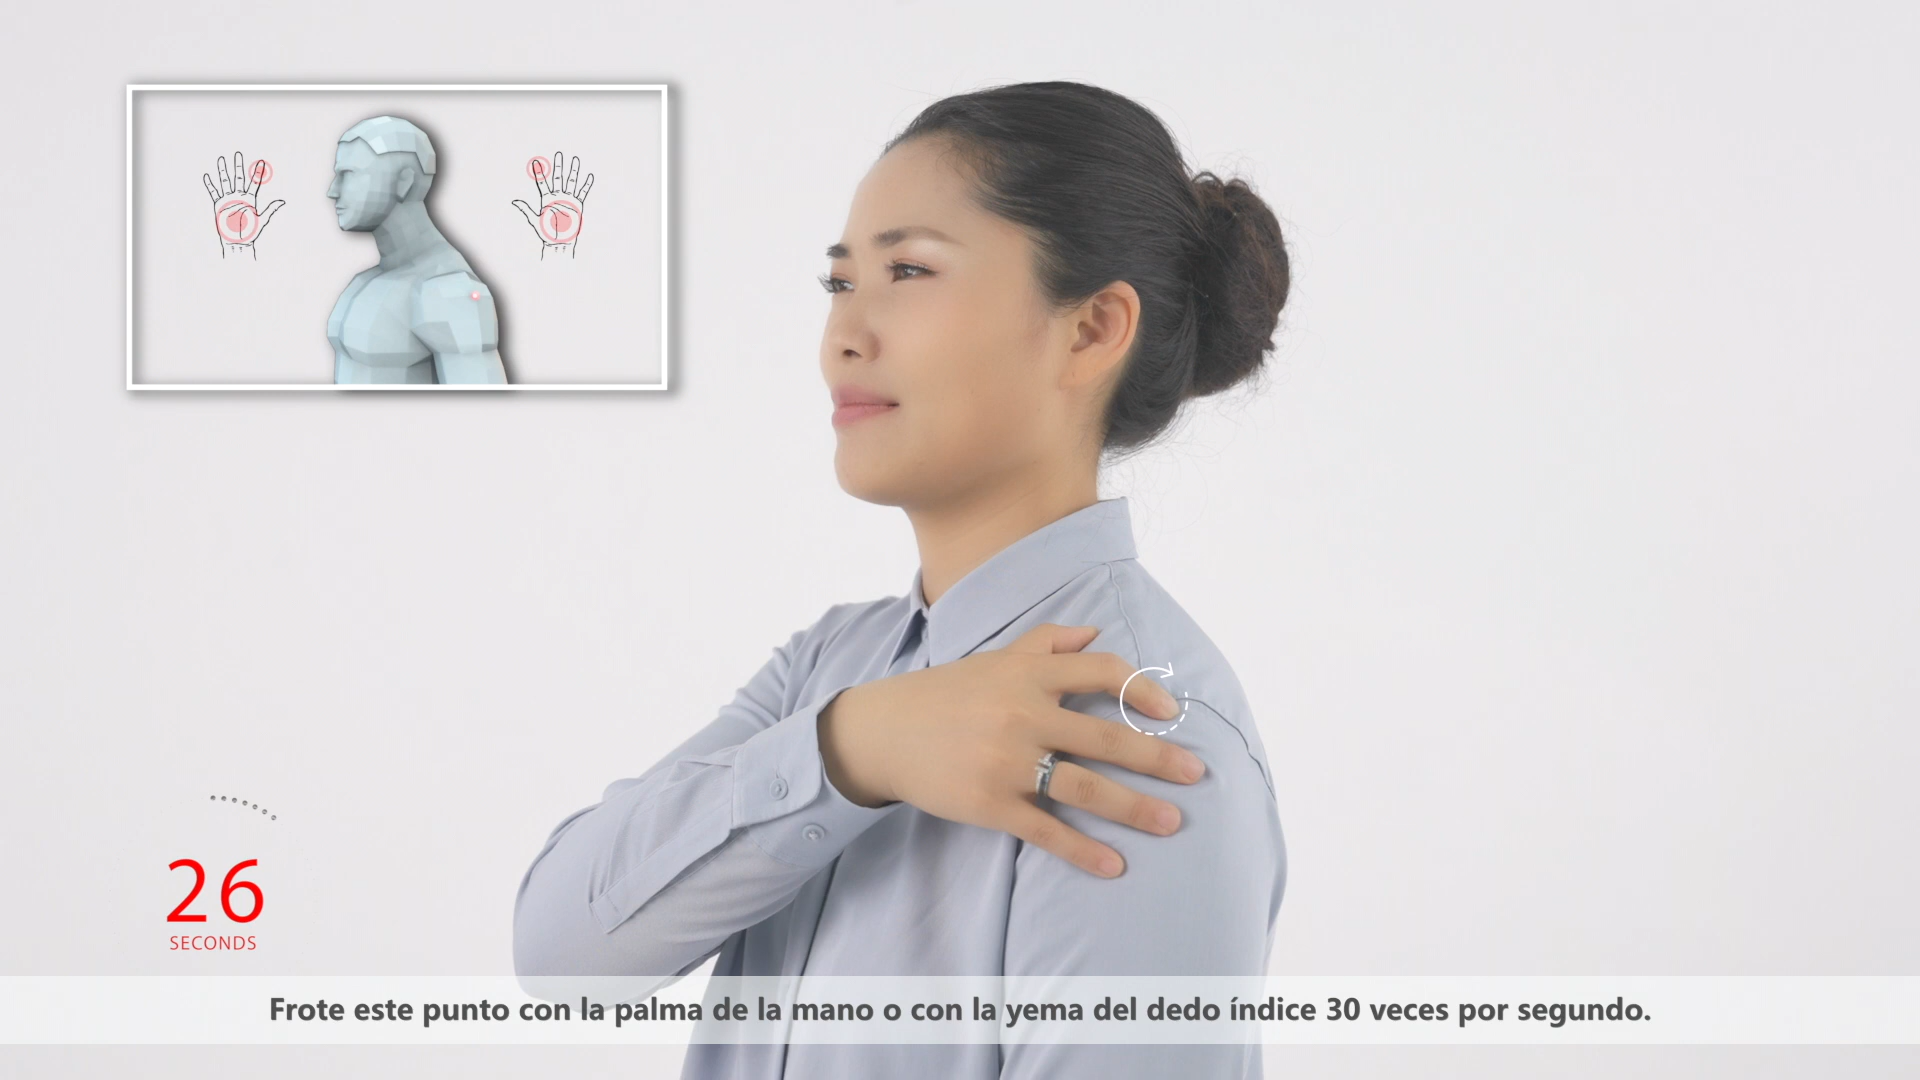 26
SECONDS
Frote este punto con la palma de la mano o con la yema del dedo índice 30 veces por segundo.